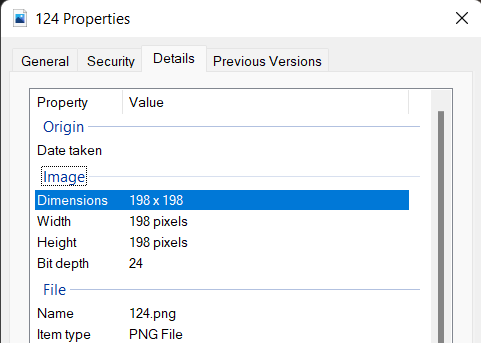 124 Properties
General Security Details Previous Versions
Property Value
Origin
Date taken
Image
Dimensions 198 x 198
Width 198 pixels
Height 198 pixels
Bit depth 24
File
Name 124.png
Item type PNG File